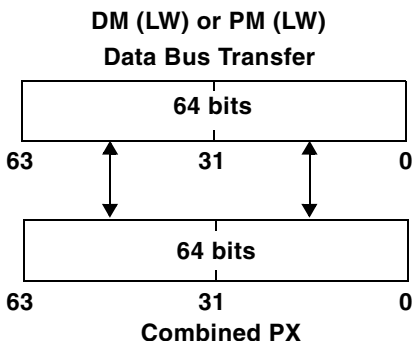 DM (LW) or PM (LW)
Data Bus Transfer
64 bits
63 31 0
64 bits
63 31 0
Combined PX